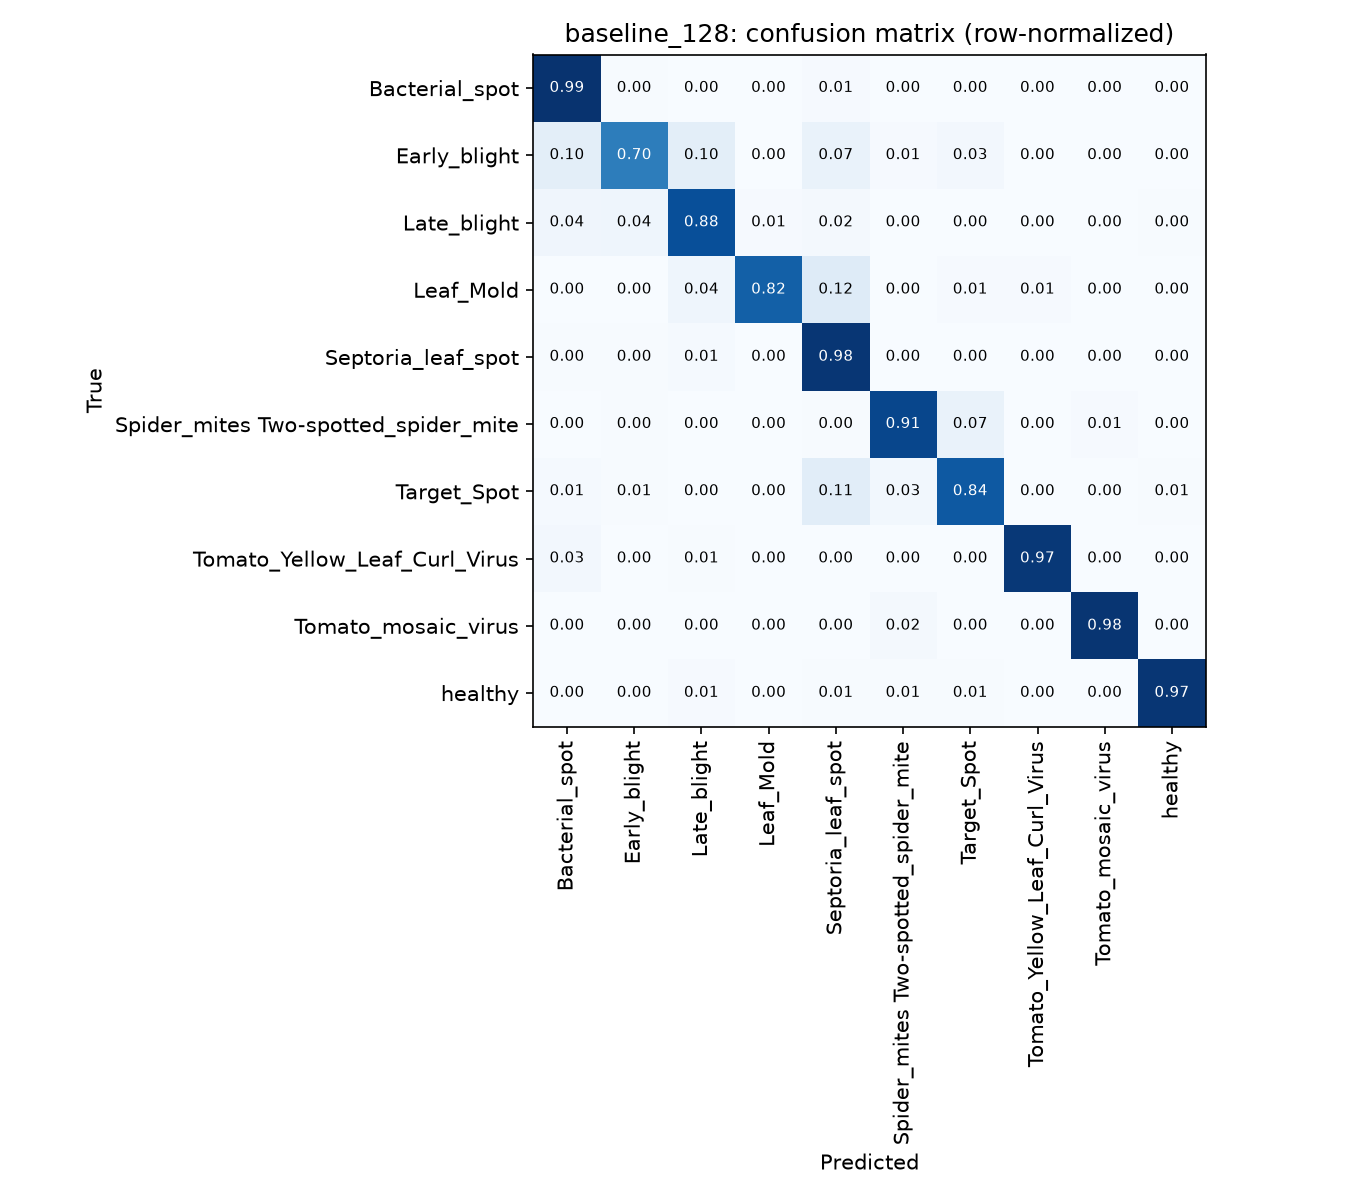 baseline_128: confusion matrix (row-normalized)
True
Bacterial_spot 0.99 0.00 0.00 0.00 0.01 0.00 0.00 0.00 0.00 0.00
Early_blight 0.10 0.70 0.10 0.00 0.07 0.01 0.03 0.00 0.00 0.00
Late_blight 0.04 0.04 0.88 0.01 0.02 0.00 0.00 0.00 0.00 0.00
Leaf_Mold 0.00 0.00 0.04 0.82 0.12 0.00 0.01 0.01 0.00 0.00
Septoria_leaf_spot 0.00 0.00 0.01 0.00 0.98 0.00 0.00 0.00 0.00 0.00
Spider_mites Two-spotted_spider_mite 0.00 0.00 0.00 0.00 0.00 0.91 0.07 0.00 0.01 0.00
Target_Spot 0.01 0.01 0.00 0.00 0.11 0.03 0.84 0.00 0.00 0.01
Tomato_Yellow_Leaf_Curl_Virus 0.03 0.00 0.01 0.00 0.00 0.00 0.00 0.97 0.00 0.00
Tomato_mosaic_virus 0.00 0.00 0.00 0.00 0.00 0.02 0.00 0.00 0.98 0.00
healthy 0.00 0.00 0.01 0.00 0.01 0.01 0.01 0.00 0.00 0.97
Bacterial_spot
Early_blight
Late_blight
Leaf_Mold
Septoria_leaf_spot
Spider_mites Two-spotted_spider_mite
Target_Spot
Tomato_Yellow_Leaf_Curl_Virus
Tomato_mosaic_virus
healthy
Predicted